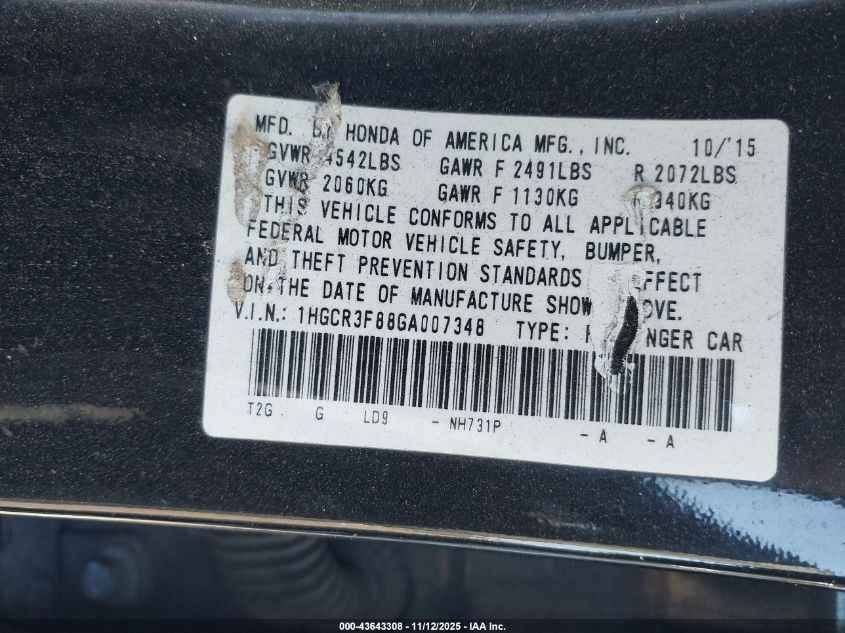 MFD. BY HONDA OF AMERICA MFG., INC. 10/'15
GVWR 4542LBS GAWR F 2491LBS R 2072LBS
GVWR 2060KG GAWR F 1130KG 940KG
THIS VEHICLE CONFORMS TO ALL APPLICABLE
FEDERAL MOTOR VEHICLE SAFETY, BUMPER,
AND THEFT PREVENTION STANDARDS EFFECT
ON THE DATE OF MANUFACTURE SHOW OVE.
V.I.N.: 1HGCR3F88GA007348 TYPE: P NGER CAR
T2G G LD9 - NH731P - A - A
000-43643308 - 11/12/2025 - IAA Inc.